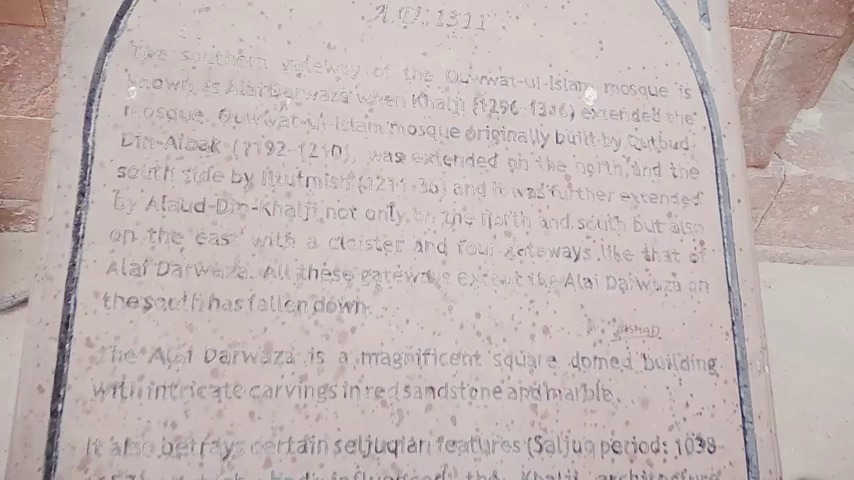 A.D. 1311
The southern gateway of the Quwwat-ul-Islam mosque is
known as Alai Darwaza when Khalji (1296-1316) extended the
mosque. Quwwat-ul-Islam mosque originally built by Qutbud-
Din-Aibak (1192-1210), was extended on the north and the
south side by Iltutmish (1211-36) and it was further extended
by Alaud-Din-Khalji not only on the north and south but also
on the east with a cloister and four gateways like that of
Alai Darwaza. All these gateways except the Alai Darwaza on
the south has fallen down.
The Alai Darwaza is a magnificent square domed building
with intricate carvings in red sandstone and marble.
It also betrays certain seljuqian features (Saljuq period: 1038-
had influenced the Khalji architecture